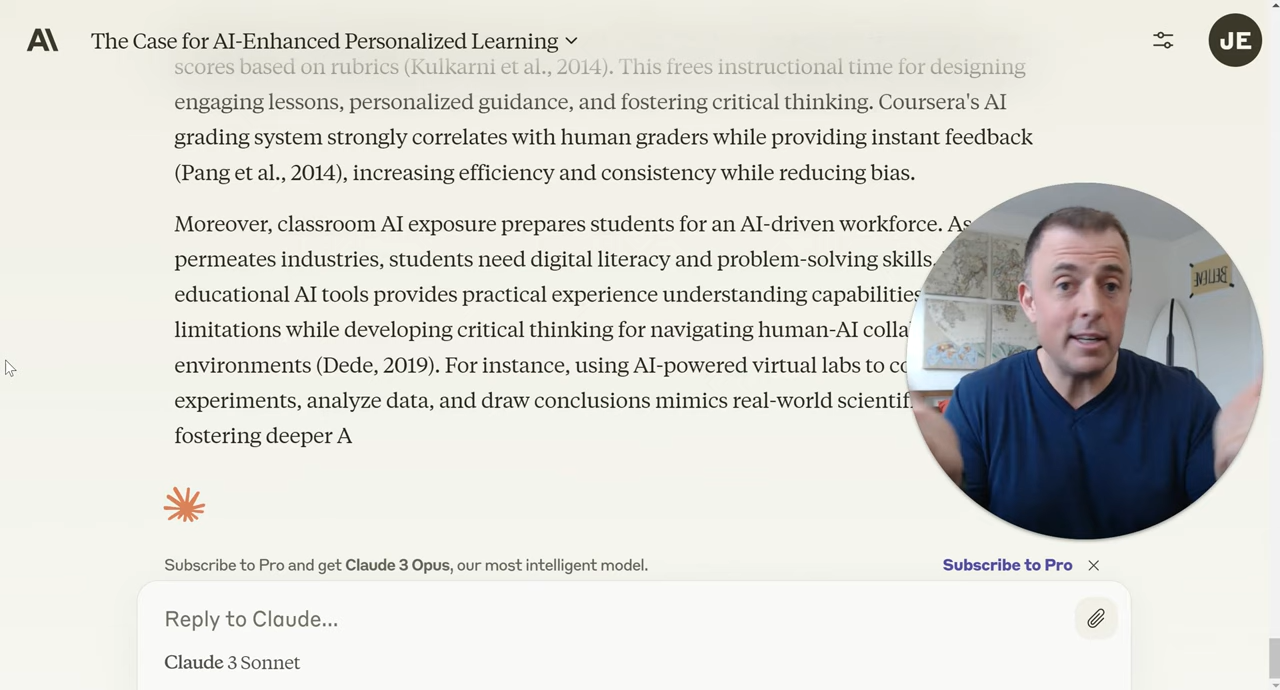 The Case for AI-Enhanced Personalized Learning
JE
scores based on rubrics (Kulkarni et al., 2014). This frees instructional time for designing
engaging lessons, personalized guidance, and fostering critical thinking. Coursera's AI
grading system strongly correlates with human graders while providing instant feedback
(Pang et al., 2014), increasing efficiency and consistency while reducing bias.
Moreover, classroom AI exposure prepares students for an AI-driven workforce. As
permeates industries, students need digital literacy and problem-solving skills.
educational AI tools provides practical experience understanding capabilities
limitations while developing critical thinking for navigating human-AI colla
environments (Dede, 2019). For instance, using AI-powered virtual labs to co
experiments, analyze data, and draw conclusions mimics real-world scientif
fostering deeper A
BELIEVE
Subscribe to Pro and get Claude 3 Opus, our most intelligent model.
Subscribe to Pro
Reply to Claude...
Claude 3 Sonnet